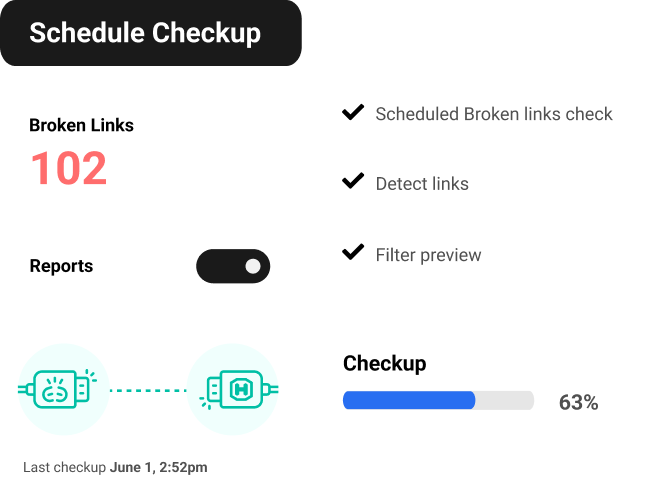 Schedule Checkup
Broken Links
102
Reports
Scheduled Broken links check
Detect links
Filter preview
Checkup
63%
Last checkup June 1, 2:52pm